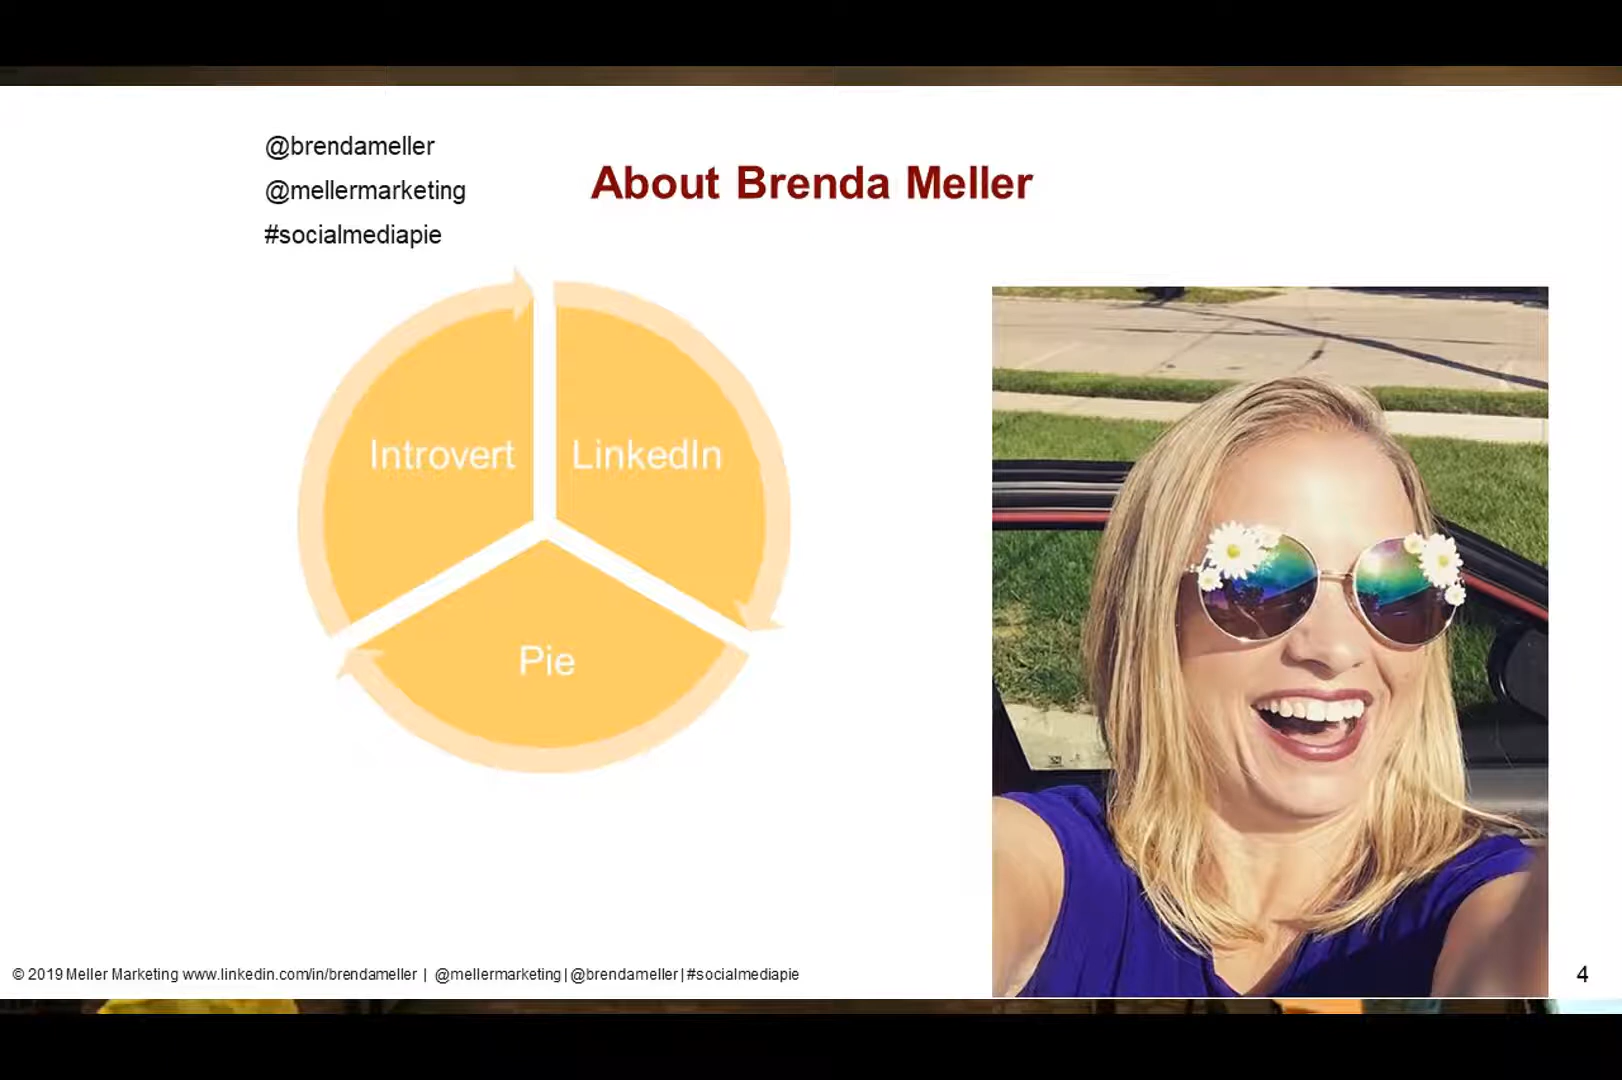 @brendameller
@mellermarketing
#socialmediapie
About Brenda Meller
Introvert
LinkedIn
Pie
© 2019 Meller Marketing www.linkedin.com/in/brendameller | @mellermarketing|@brendameller|#socialmediapie
4